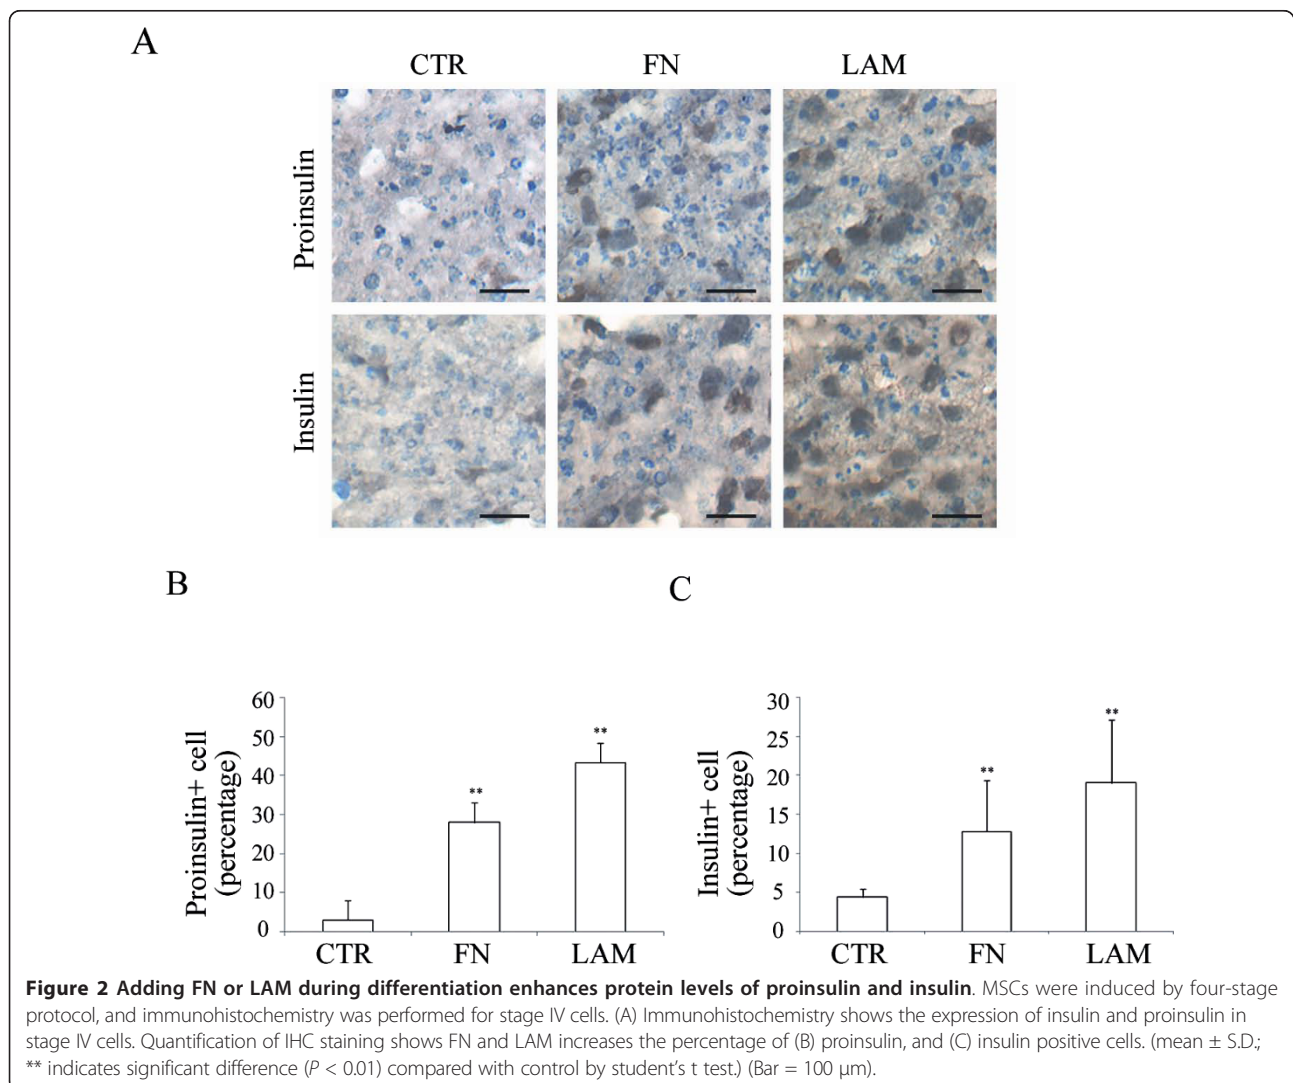 A
CTR FN LAM
Proinsulin
Insulin
B
C
Proinsulin+ cell
(percentage)
60
50
40
30
20
10
0
**
**
CTR FN LAM
Insulin+ cell
(percentage)
30
25
20
15
10
5
0
**
**
CTR FN LAM
Figure 2 Adding FN or LAM during differentiation enhances protein levels of proinsulin and insulin. MSCs were induced by four-stage
protocol, and immunohistochemistry was performed for stage IV cells. (A) Immunohistochemistry shows the expression of insulin and proinsulin in
stage IV cells. Quantification of IHC staining shows FN and LAM increases the percentage of (B) proinsulin, and (C) insulin positive cells. (mean ± S.D.;
** indicates significant difference (P < 0.01) compared with control by student's t test.) (Bar = 100 μm).